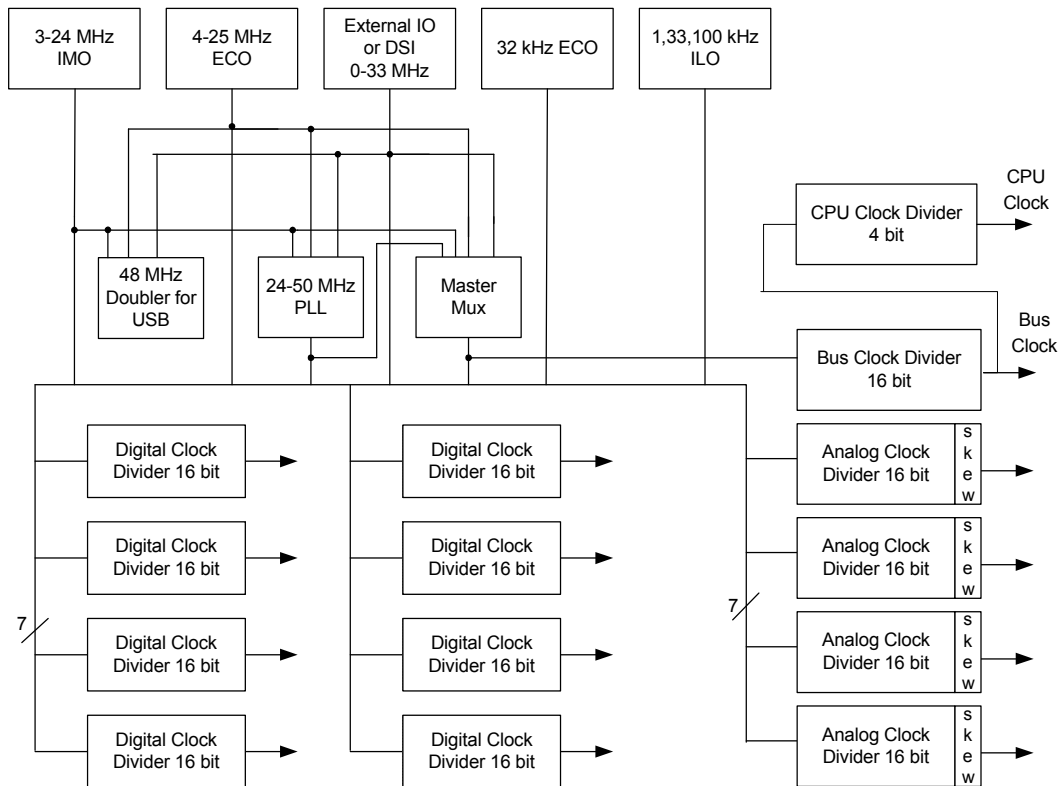 3-24 MHz
IMO
4-25 MHz
ECO
External IO
or DSI
0-33 MHz
32 kHz ECO
1,33,100 kHz
ILO
CPU
Clock
CPU Clock Divider
4 bit
48 MHz
Doubler for
USB
24-50 MHz
PLL
Master
Mux
Bus
Clock
Bus Clock Divider
16 bit
Digital Clock
Divider 16 bit
Digital Clock
Divider 16 bit
Analog Clock
Divider 16 bit
s
k
e
w
Digital Clock
Divider 16 bit
Digital Clock
Divider 16 bit
Analog Clock
Divider 16 bit
s
k
e
w
7
7
Digital Clock
Divider 16 bit
Digital Clock
Divider 16 bit
Analog Clock
Divider 16 bit
s
k
e
w
Digital Clock
Divider 16 bit
Digital Clock
Divider 16 bit
Analog Clock
Divider 16 bit
s
k
e
w